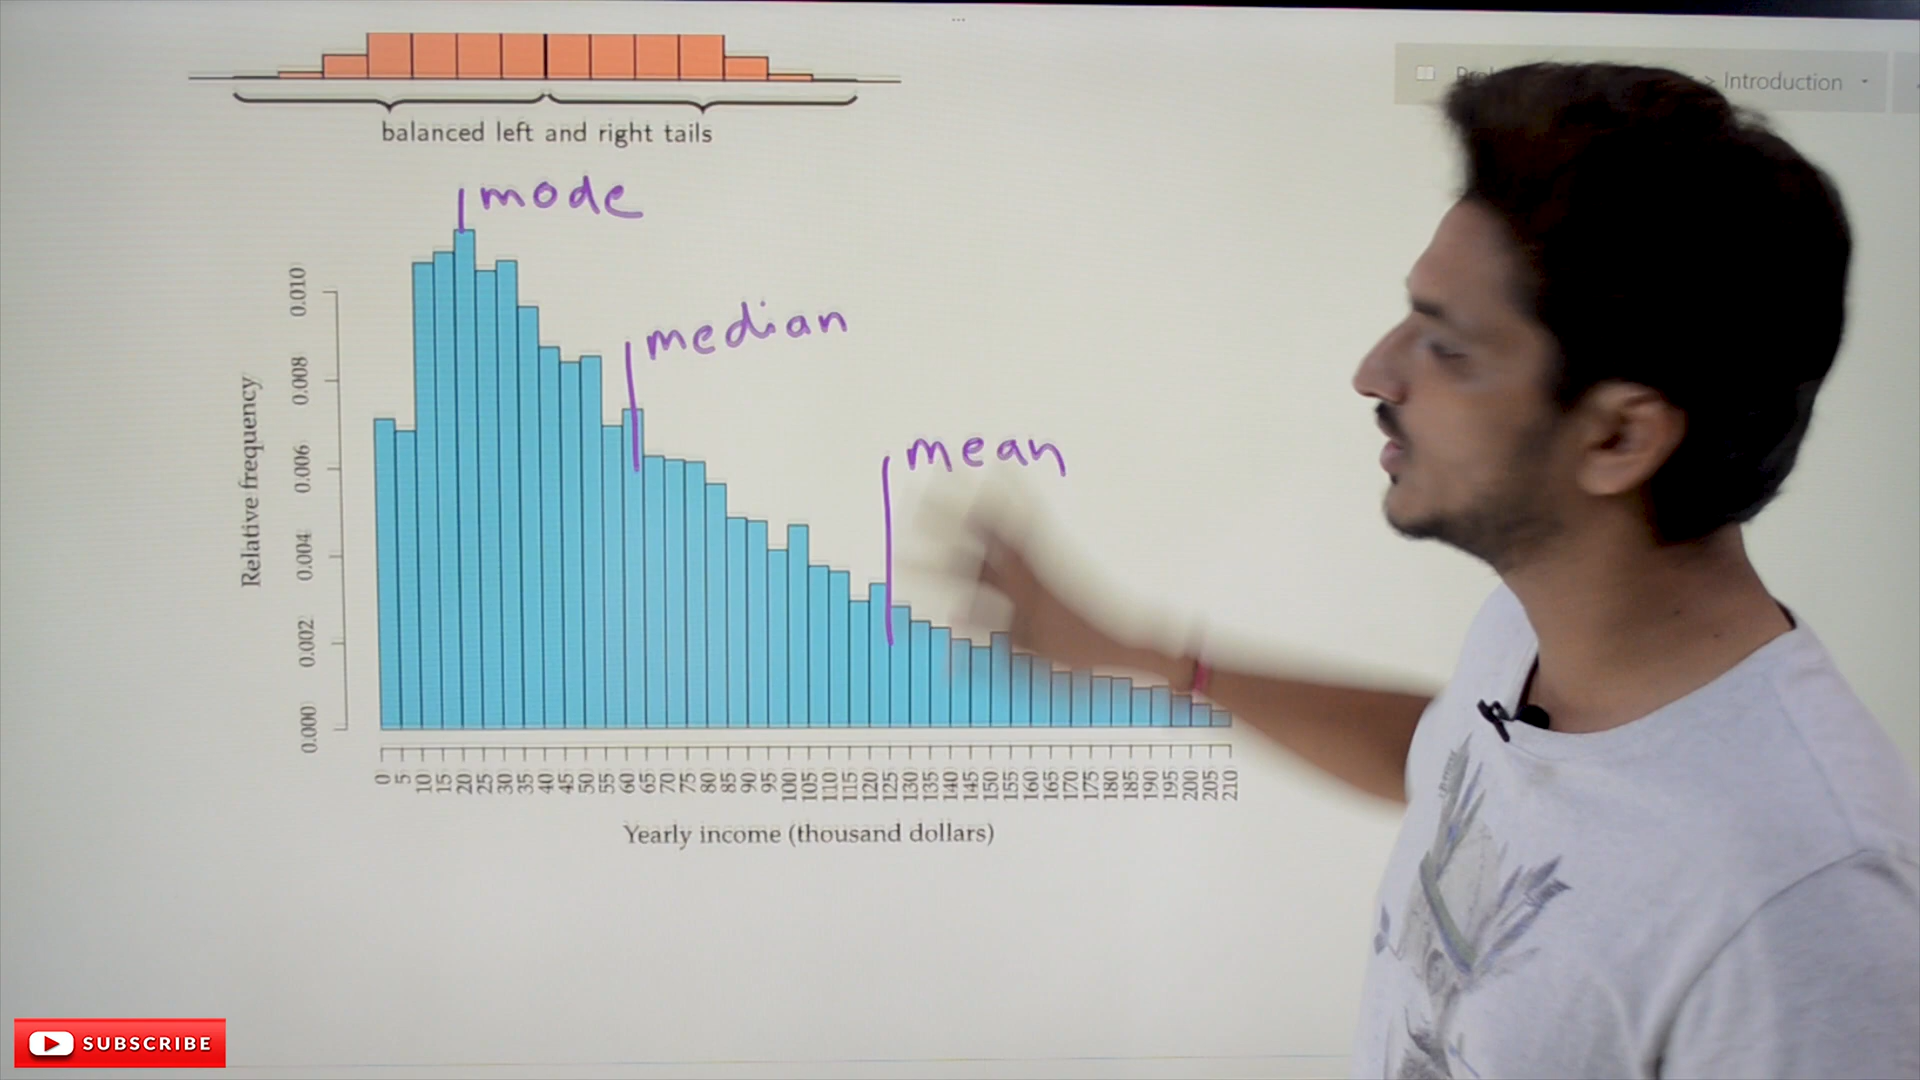 > Introduction
balanced left and right tails
mode
median
mean
Relative frequency
0.010
0.008
0.006
0.004
0.002
0.000
0 5 10 15 20 25 30 35 40 45 50 55 60 65 70 75 80 85 90 95 100 105 110 115 120 125 130 135 140 145 150 155 160 165 170 175 180 185 190 195 200 205 210
Yearly income (thousand dollars)
SUBSCRIBE